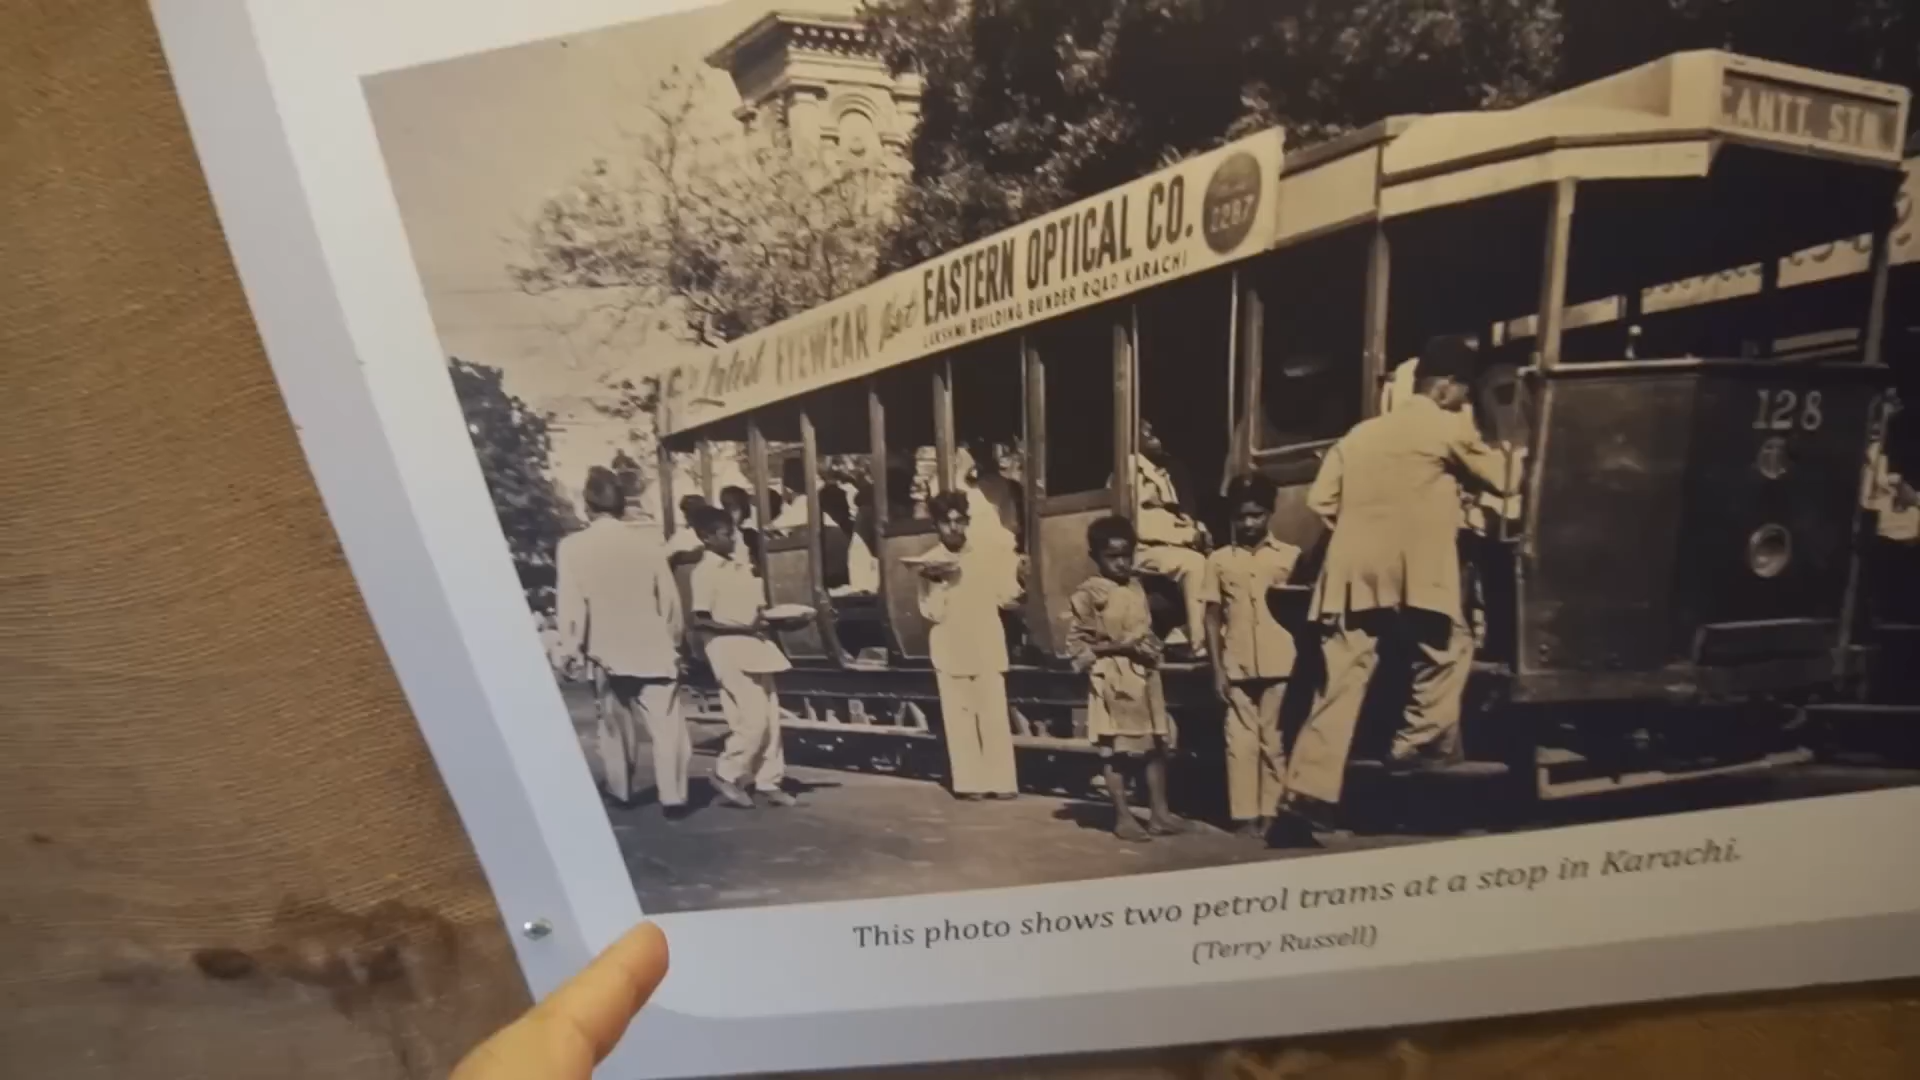 CANTT. STN.
Latest EYEWEAR EASTERN OPTICAL CO.
2287
LAKSHMI BUILDING BUNDER ROAD KARACHI
128
This photo shows two petrol trams at a stop in Karachi.
(Terry Russell)